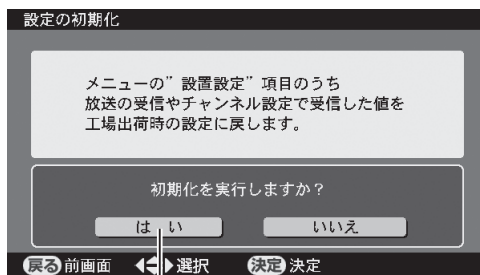 設定の初期化
メニューの”設置設定”項目のうち
放送の受信やチャンネル設定で受信した値を
工場出荷時の設定に戻します。
初期化を実行しますか？
はい いいえ
戻る 前画面 選択 決定 決定